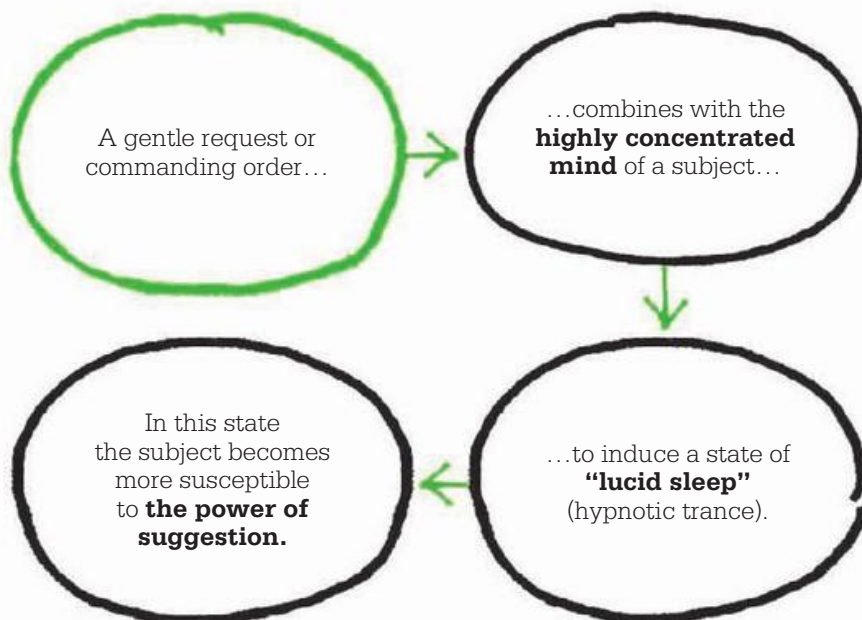 A gentle request or
commanding order…
…combines with the
highly concentrated
mind of a subject…
…to induce a state of
“lucid sleep”
(hypnotic trance).
In this state
the subject becomes
more susceptible
to the power of
suggestion.